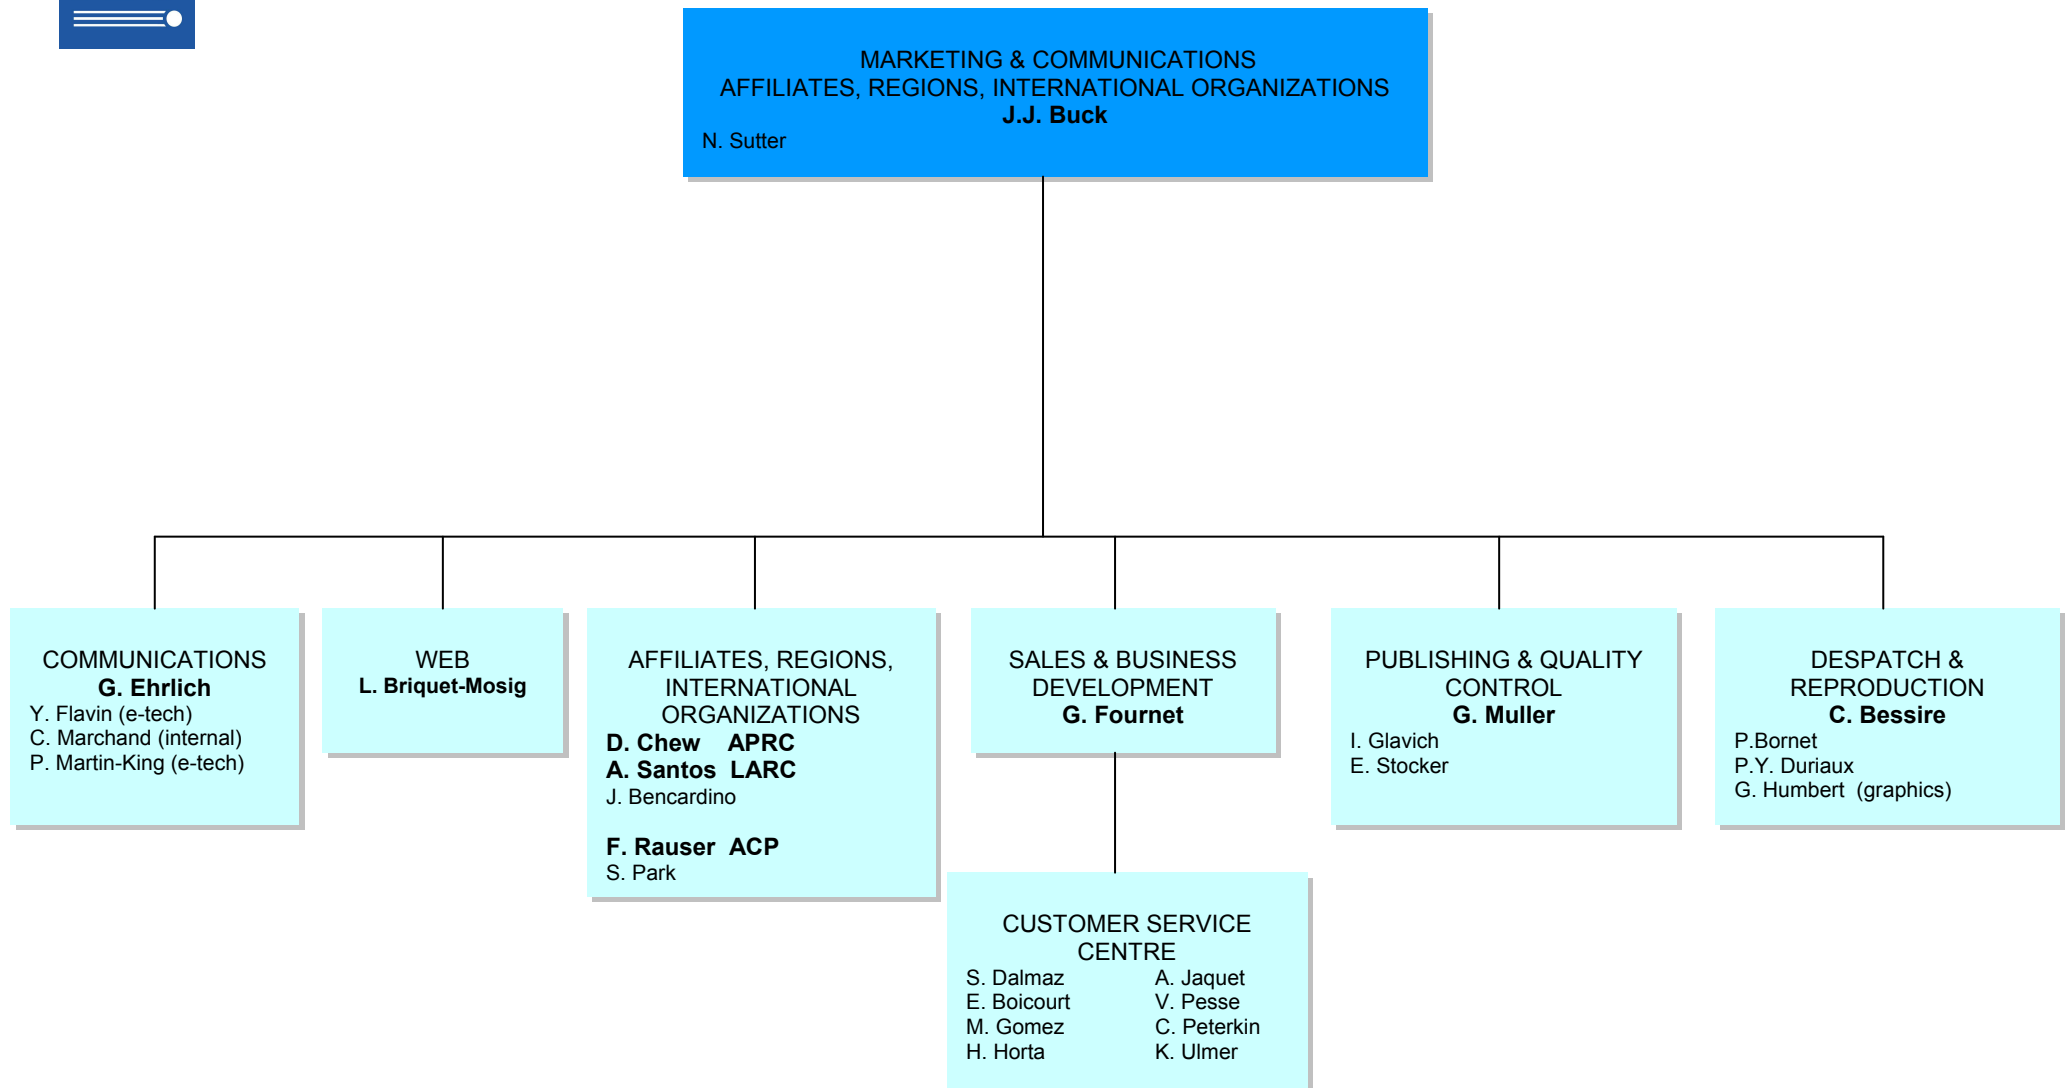 MARKETING & COMMUNICATIONS
AFFILIATES, REGIONS, INTERNATIONAL ORGANIZATIONS
J.J. Buck
N. Sutter
COMMUNICATIONS
G. Ehrlich
Y. Flavin (e-tech)
C. Marchand (internal)
P. Martin-King (e-tech)
WEB
L. Briquet-Mosig
AFFILIATES, REGIONS,
INTERNATIONAL
ORGANIZATIONS
D. Chew APRC
A. Santos LARC
J. Bencardino
F. Rauser ACP
S. Park
SALES & BUSINESS
DEVELOPMENT
G. Fournet
PUBLISHING & QUALITY
CONTROL
G. Muller
I. Glavich
E. Stocker
DESPATCH &
REPRODUCTION
C. Bessire
P.Bornet
P.Y. Duriaux
G. Humbert (graphics)
CUSTOMER SERVICE
CENTRE
S. Dalmaz A. Jaquet
E. Boicourt V. Pesse
M. Gomez C. Peterkin
H. Horta K. Ulmer